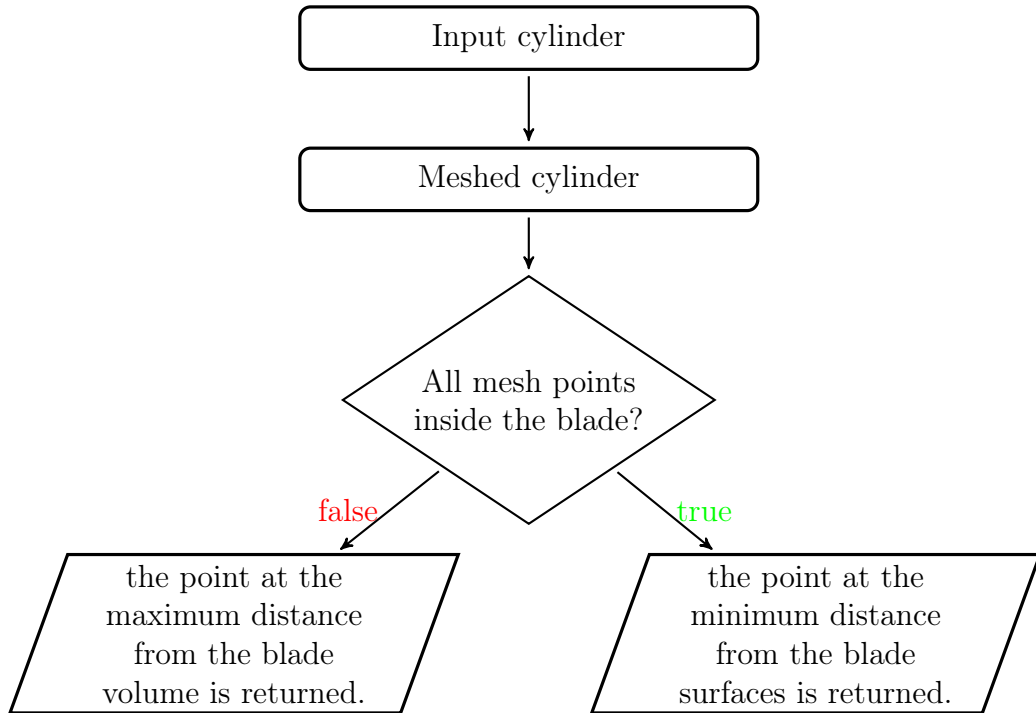 Input cylinder
Meshed cylinder
All mesh points
inside the blade?
false
true
the point at the
maximum distance
from the blade
volume is returned.
the point at the
minimum distance
from the blade
surfaces is returned.